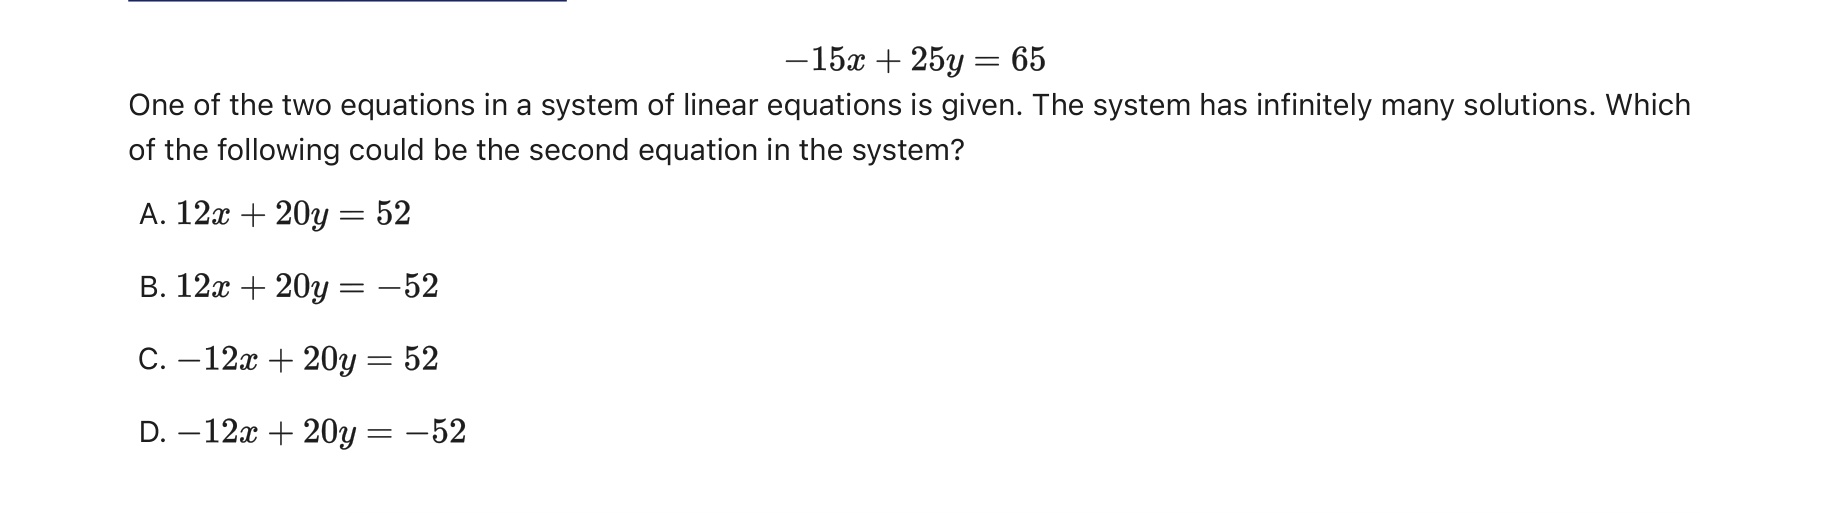 −15x + 25y = 65
One of the two equations in a system of linear equations is given. The system has infinitely many solutions. Which
of the following could be the second equation in the system?
A. 12x + 20y = 52
B. 12x + 20y = −52
C. −12x + 20y = 52
D. −12x + 20y = −52